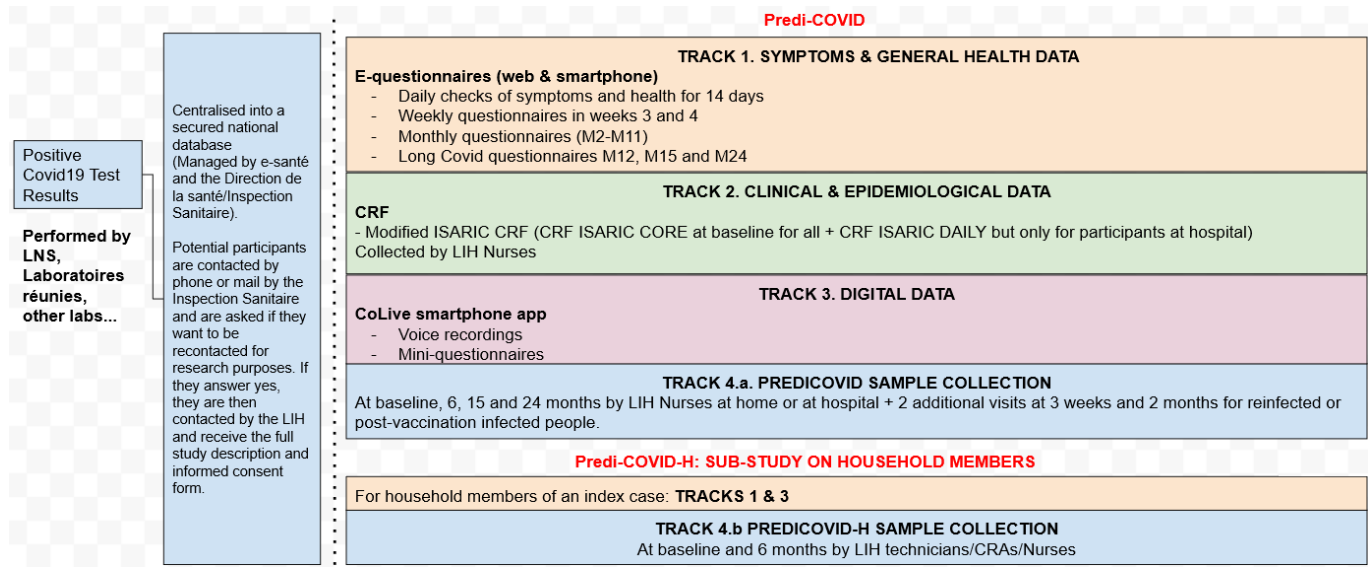 Positive
Covid19 Test
Results
Performed by
LNS,
Laboratoires
réunies,
other labs...
Centralised into a
secured national
database
(Managed by e-santé
and the Direction de
la santé/Inspection
Sanitaire).
Potential participants
are contacted by
phone or mail by the
Inspection Sanitaire
and are asked if they
want to be
recontacted for
research purposes. If
they answer yes,
they are then
contacted by the LIH
and receive the full
study description and
informed consent
form.
Predi-COVID
TRACK 1. SYMPTOMS & GENERAL HEALTH DATA
E-questionnaires (web & smartphone)
- Daily checks of symptoms and health for 14 days
- Weekly questionnaires in weeks 3 and 4
- Monthly questionnaires (M2-M11)
- Long Covid questionnaires M12, M15 and M24
TRACK 2. CLINICAL & EPIDEMIOLOGICAL DATA
CRF
- Modified ISARIC CRF (CRF ISARIC CORE at baseline for all + CRF ISARIC DAILY but only for participants at hospital)
Collected by LIH Nurses
TRACK 3. DIGITAL DATA
CoLive smartphone app
- Voice recordings
- Mini-questionnaires
TRACK 4.a. PREDICOVID SAMPLE COLLECTION
At baseline, 6, 15 and 24 months by LIH Nurses at home or at hospital + 2 additional visits at 3 weeks and 2 months for reinfected or
post-vaccination infected people.
Predi-COVID-H: SUB-STUDY ON HOUSEHOLD MEMBERS
For household members of an index case: TRACKS 1 & 3
TRACK 4.b PREDICOVID-H SAMPLE COLLECTION
At baseline and 6 months by LIH technicians/CRAs/Nurses